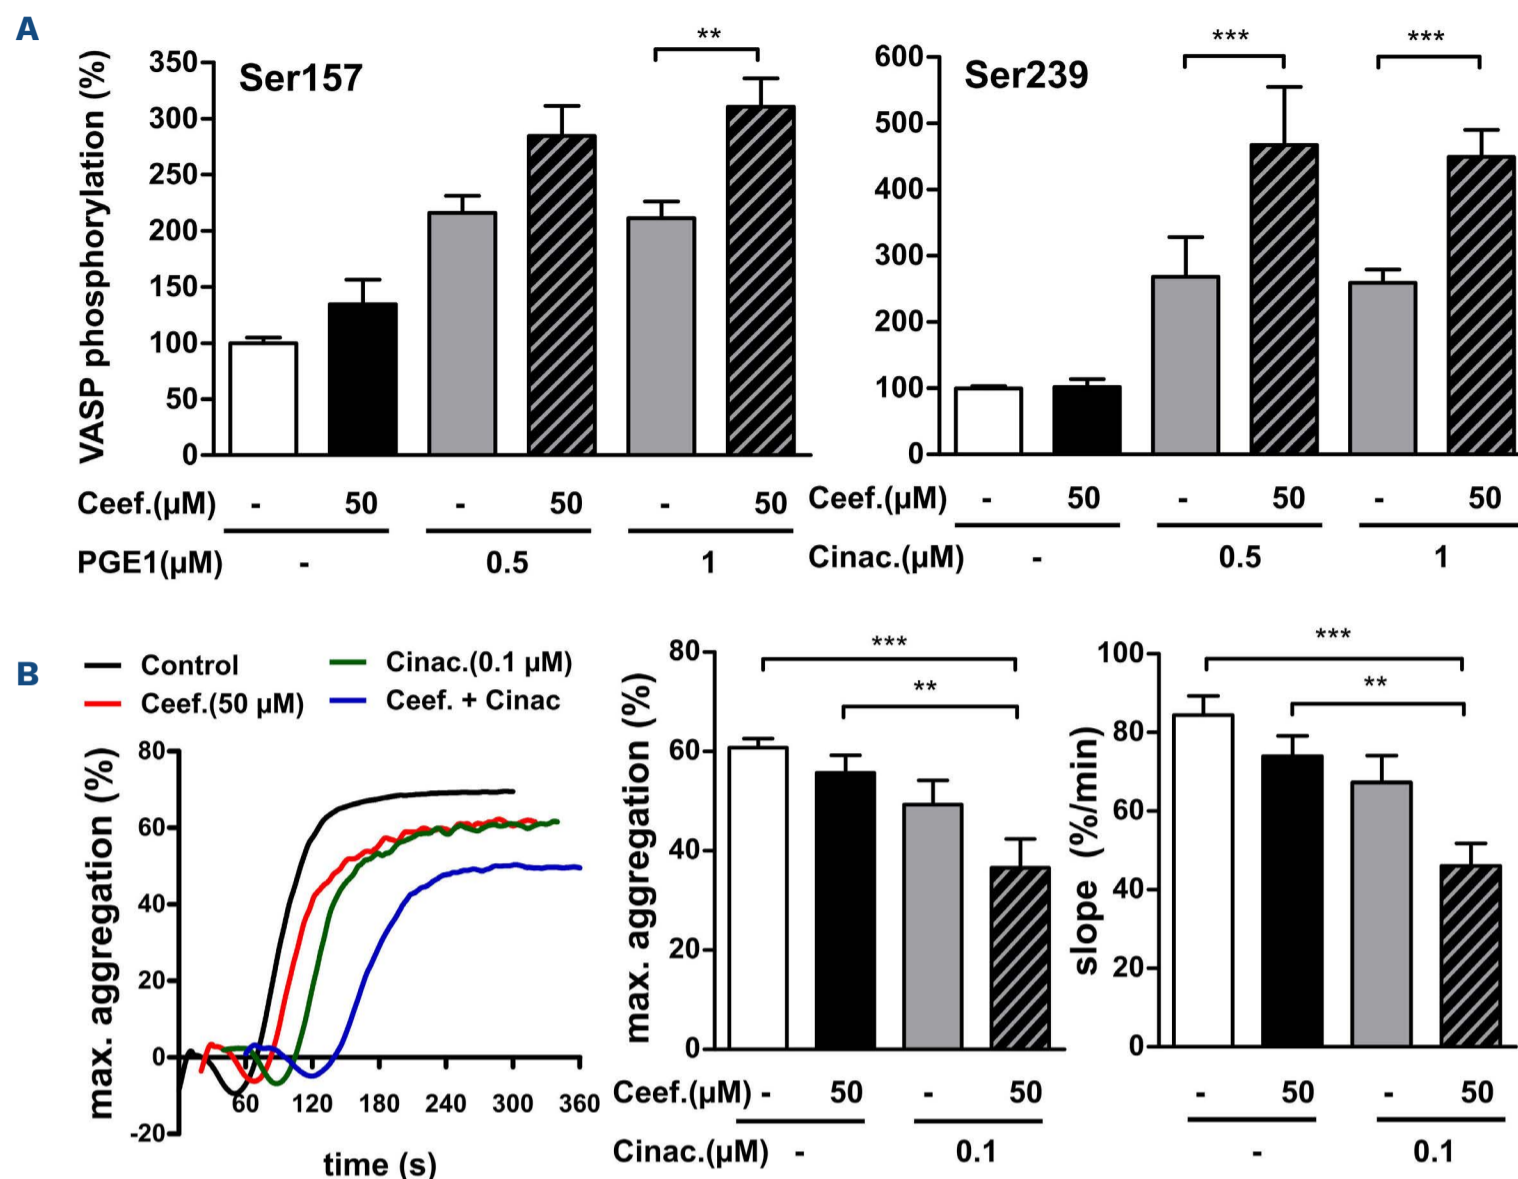 A
VASP phosphorylation (%)
350
300
250
200
150
100
50
0
Ser157
**
Ceef.(µM) - 50 - 50 - 50
PGE1(µM) - 0.5 1
600
500
400
300
200
100
0
Ser239
*** ***
Ceef.(µM) - 50 - 50 - 50
Cinac.(µM) - 0.5 1
B
Control
Ceef.(50 µM)
Cinac.(0.1 µM)
Ceef. + Cinac
max. aggregation (%)
80
60
40
20
0
-20
60 120 180 240 300 360
time (s)
max. aggregation (%)
80
60
40
20
0
***
**
Ceef.(µM) - 50 - 50
Cinac.(µM) - 0.1
slope (%/min)
100
80
60
40
20
0
***
**
- 50 - 50
- 0.1